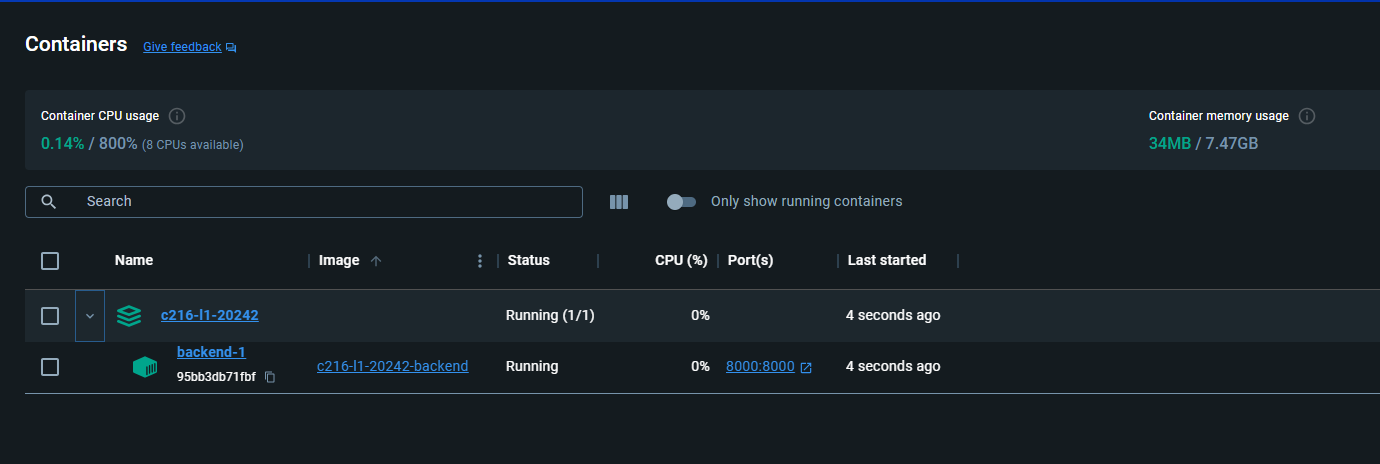 Containers Give feedback
Container CPU usage Container memory usage
0.14% / 800% (8 CPUs available) 34MB / 7.47GB
Search Only show running containers
Name Image Status CPU (%) Port(s) Last started
c216-l1-20242 Running (1/1) 0% 4 seconds ago
backend-1
95bb3db71fbf c216-l1-20242-backend Running 0% 8000:8000 4 seconds ago